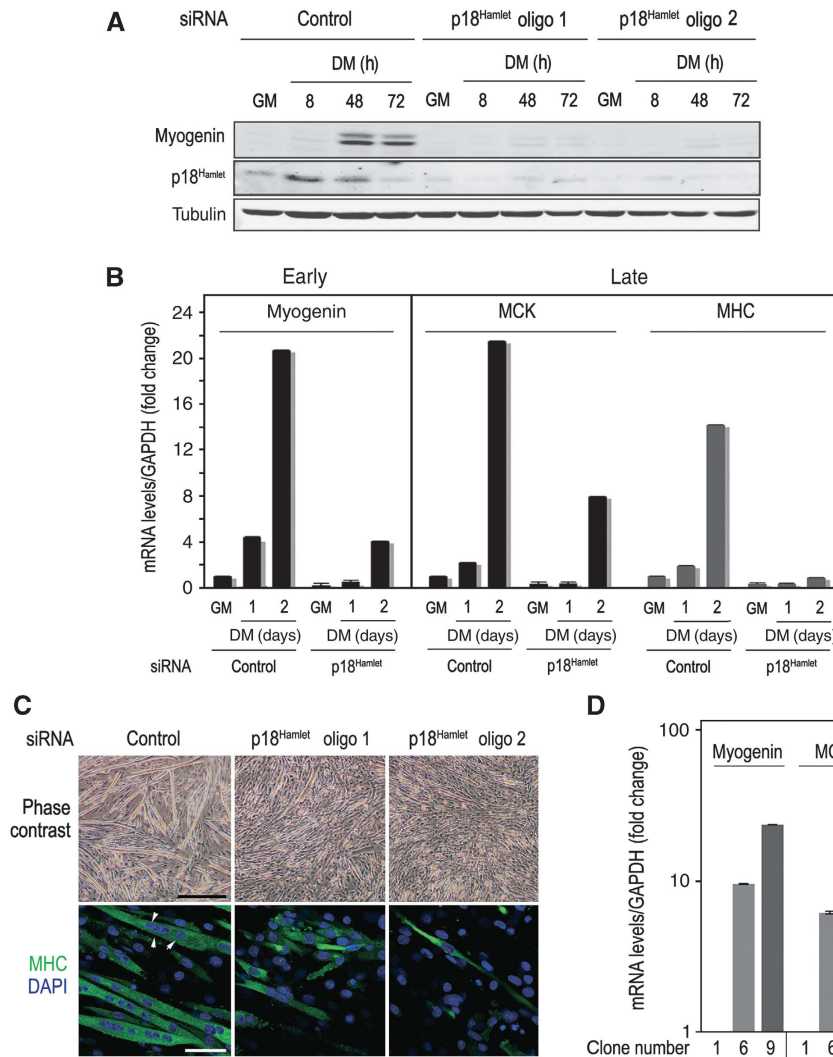 A
siRNA Control p18Hamlet oligo 1 p18Hamlet oligo 2
DM (h) DM (h) DM (h)
GM 8 48 72 GM 8 48 72 GM 8 48 72
Myogenin
p18Hamlet
Tubulin
B
Early Late
Myogenin MCK MHC
mRNA levels/GAPDH (fold change)
24
20
16
12
8
4
0
GM 1 2 GM 1 2 GM 1 2 GM 1 2 GM 1 2 GM 1 2
DM (days) DM (days) DM (days) DM (days) DM (days) DM (days)
siRNA Control p18Hamlet Control p18Hamlet Control p18Hamlet
C
siRNA Control p18Hamlet oligo 1 p18Hamlet oligo 2
Phase
contrast
MHC
DAPI
D
mRNA levels/GAPDH (fold change)
100
10
1
Myogenin
Clone number 1 6 9 1